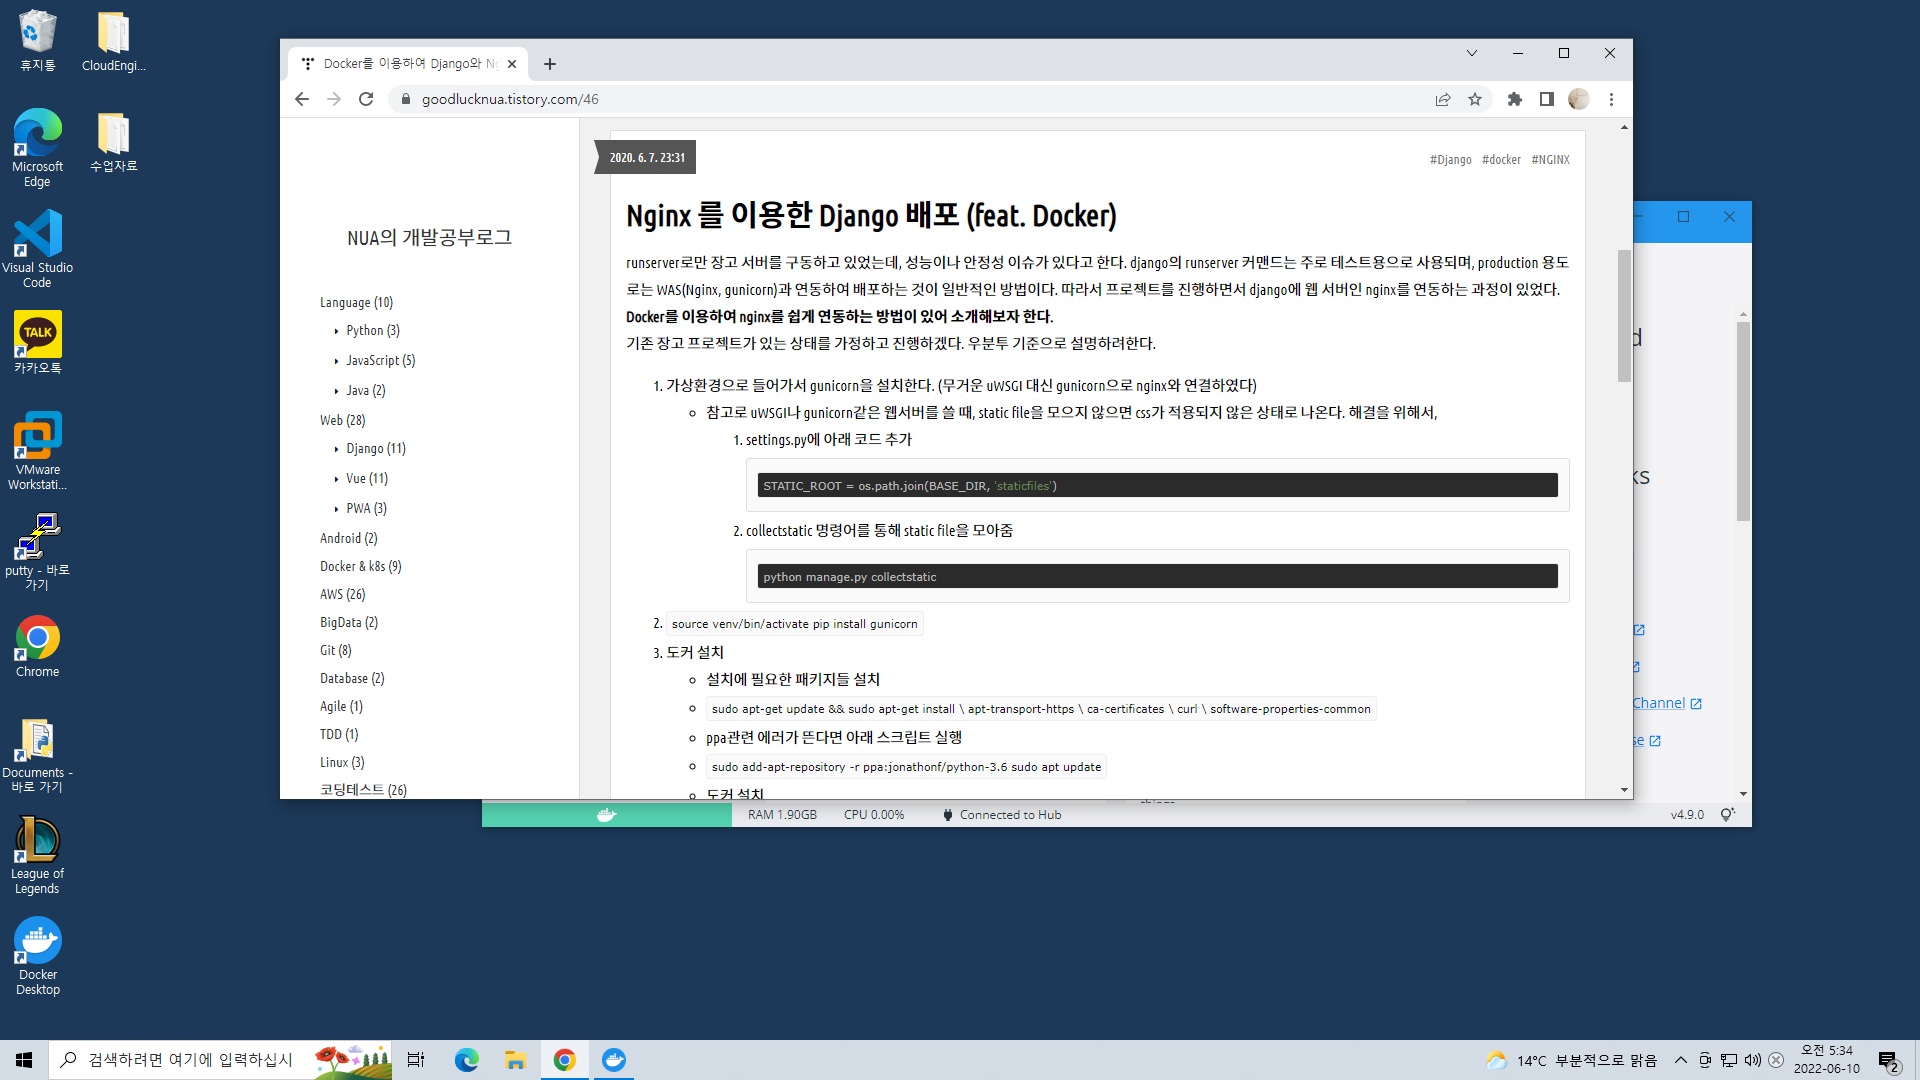 휴지통
CloudEngi...
Microsoft
Edge
수업자료
Visual Studio
Code
TALK
카카오톡
VMware
Workstati...
putty - 바로
가기
Chrome
Documents -
바로 가기
League of
Legends
Docker
Desktop
Docker를 이용하여 Django와 N
goodlucknua.tistory.com/46
NUA의 개발공부로그
Language (10)
Python (3)
JavaScript (5)
Java (2)
Web (28)
Django (11)
Vue (11)
PWA (3)
Android (2)
Docker & k8s (9)
AWS (26)
BigData (2)
Git (8)
Database (2)
Agile (1)
TDD (1)
Linux (3)
코딩테스트 (26)
2020. 6. 7. 23:31
#Django #docker #NGINX
Nginx 를 이용한 Django 배포 (feat. Docker)
runserver로만 장고 서버를 구동하고 있었는데, 성능이나 안정성 이슈가 있다고 한다. django의 runserver 커맨드는 주로 테스트용으로 사용되며, production 용도
로는 WAS(Nginx, gunicorn)과 연동하여 배포하는 것이 일반적인 방법이다. 따라서 프로젝트를 진행하면서 django에 웹 서버인 nginx를 연동하는 과정이 있었다.
Docker를 이용하여 nginx를 쉽게 연동하는 방법이 있어 소개해보자 한다.
기존 장고 프로젝트가 있는 상태를 가정하고 진행하겠다. 우분투 기준으로 설명하려한다.
1. 가상환경으로 들어가서 gunicorn을 설치한다. (무거운 uWSGI 대신 gunicorn으로 nginx와 연결하였다)
참고로 uWSGI나 gunicorn같은 웹서버를 쓸 때, static file을 모으지 않으면 css가 적용되지 않은 상태로 나온다. 해결을 위해서,
1. settings.py에 아래 코드 추가
STATIC_ROOT = os.path.join(BASE_DIR, 'staticfiles')
2. collectstatic 명령어를 통해 static file을 모아줌
python manage.py collectstatic
2. source venv/bin/activate pip install gunicorn
3. 도커 설치
설치에 필요한 패키지들 설치
sudo apt-get update && sudo apt-get install \ apt-transport-https \ ca-certificates \ curl \ software-properties-common
ppa관련 에러가 뜬다면 아래 스크립트 실행
sudo add-apt-repository -r ppa:jonathonf/python-3.6 sudo apt update
도커 설치
d
ks
Channel
se
things
RAM 1.90GB CPU 0.00% Connected to Hub
v4.9.0
검색하려면 여기에 입력하십시
14°C 부분적으로 맑음
오전 5:34
2022-06-10
2